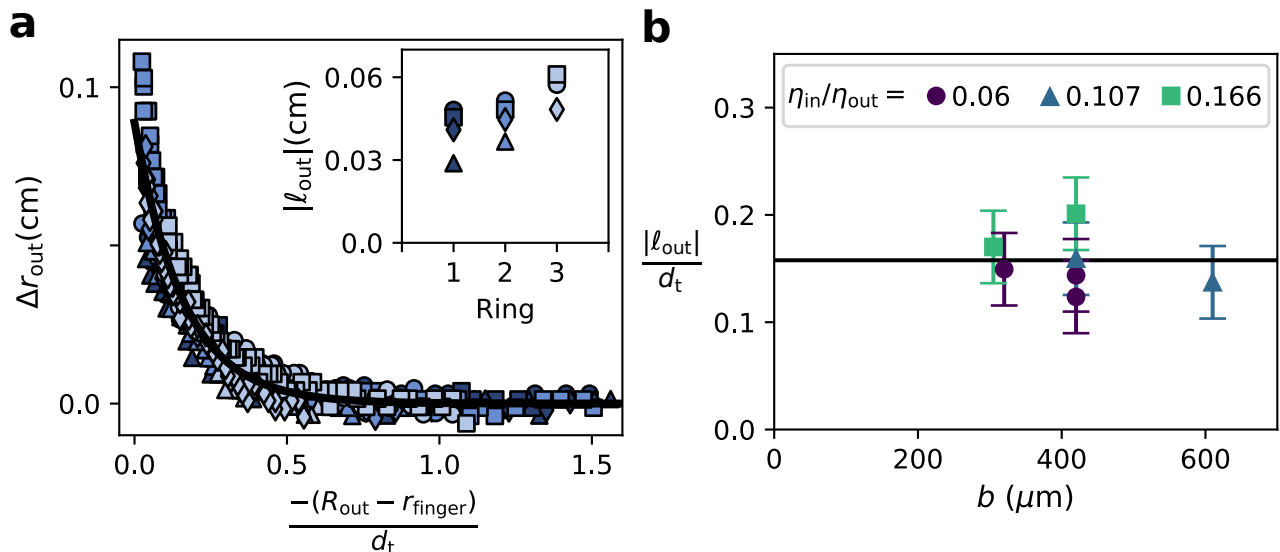 a
0.1
0.0
Δr_out(cm)
0.0 0.5 1.0 1.5
−(R_out − r_finger)
d_t
0.06
0.03
0.0
|ℓ_out|(cm)
1 2 3
Ring
b
0.3
0.2
0.1
0.0
|ℓ_out|
d_t
η_in/η_out = 0.06 0.107 0.166
0 200 400 600
b (μm)